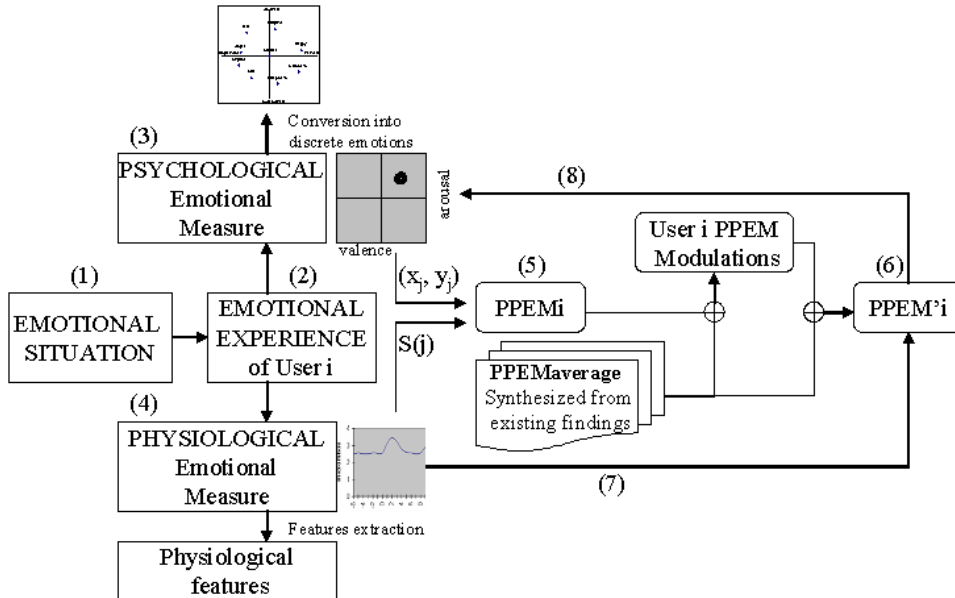 Conversion into
discrete emotions
(3)
PSYCHOLOGICAL
Emotional
Measure
arousal
valence
(8)
User i PPEM
Modulations
(1)
(2)
(x_j, y_j)
(5)
(6)
EMOTIONAL
SITUATION
EMOTIONAL
EXPERIENCE
of User i
PPEMi
PPEM'i
S(j)
PPEMaverage
Synthesized from
existing findings
(4)
PHYSIOLOGICAL
Emotional
Measure
(7)
Features extraction
Physiological
features